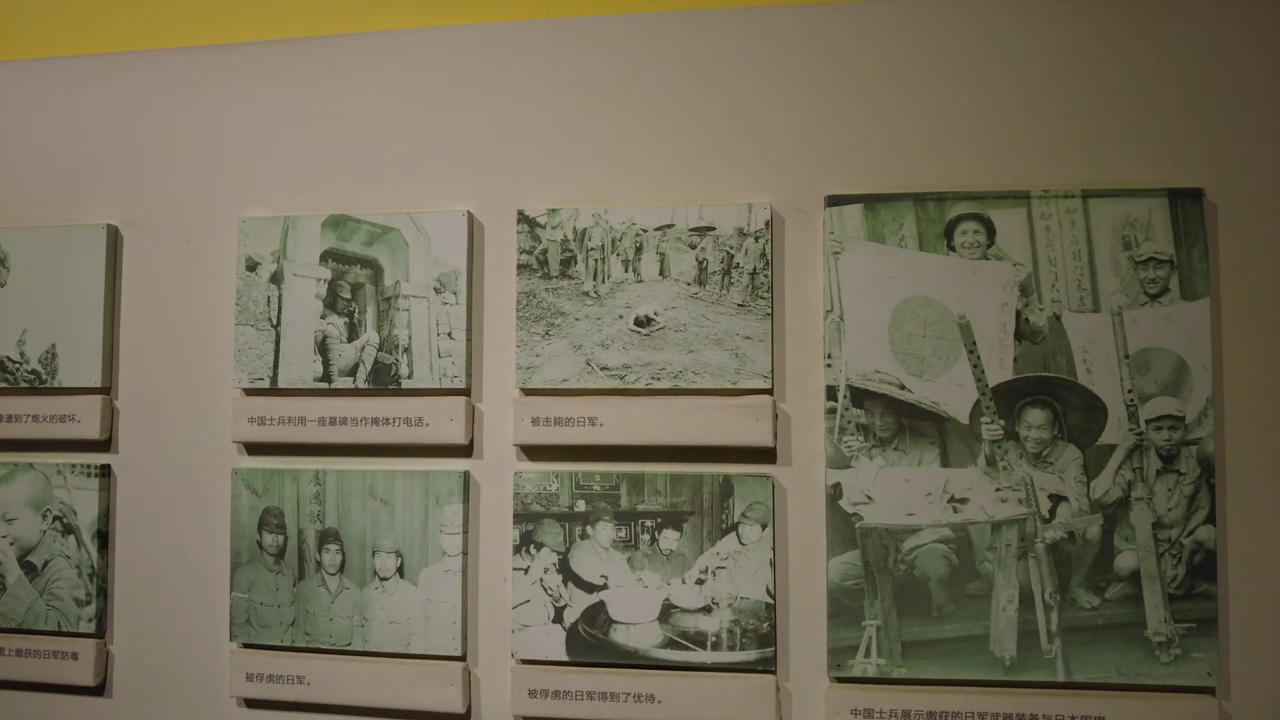 像遭到了炮火的破坏。
中国士兵利用一座墓碑当作掩体打电话。
被击毙的日军。
缴获的日军防毒
被俘虏的日军。
被俘虏的日军得到了优待。
中国士兵展示缴获的日军武器装备与日本国旗